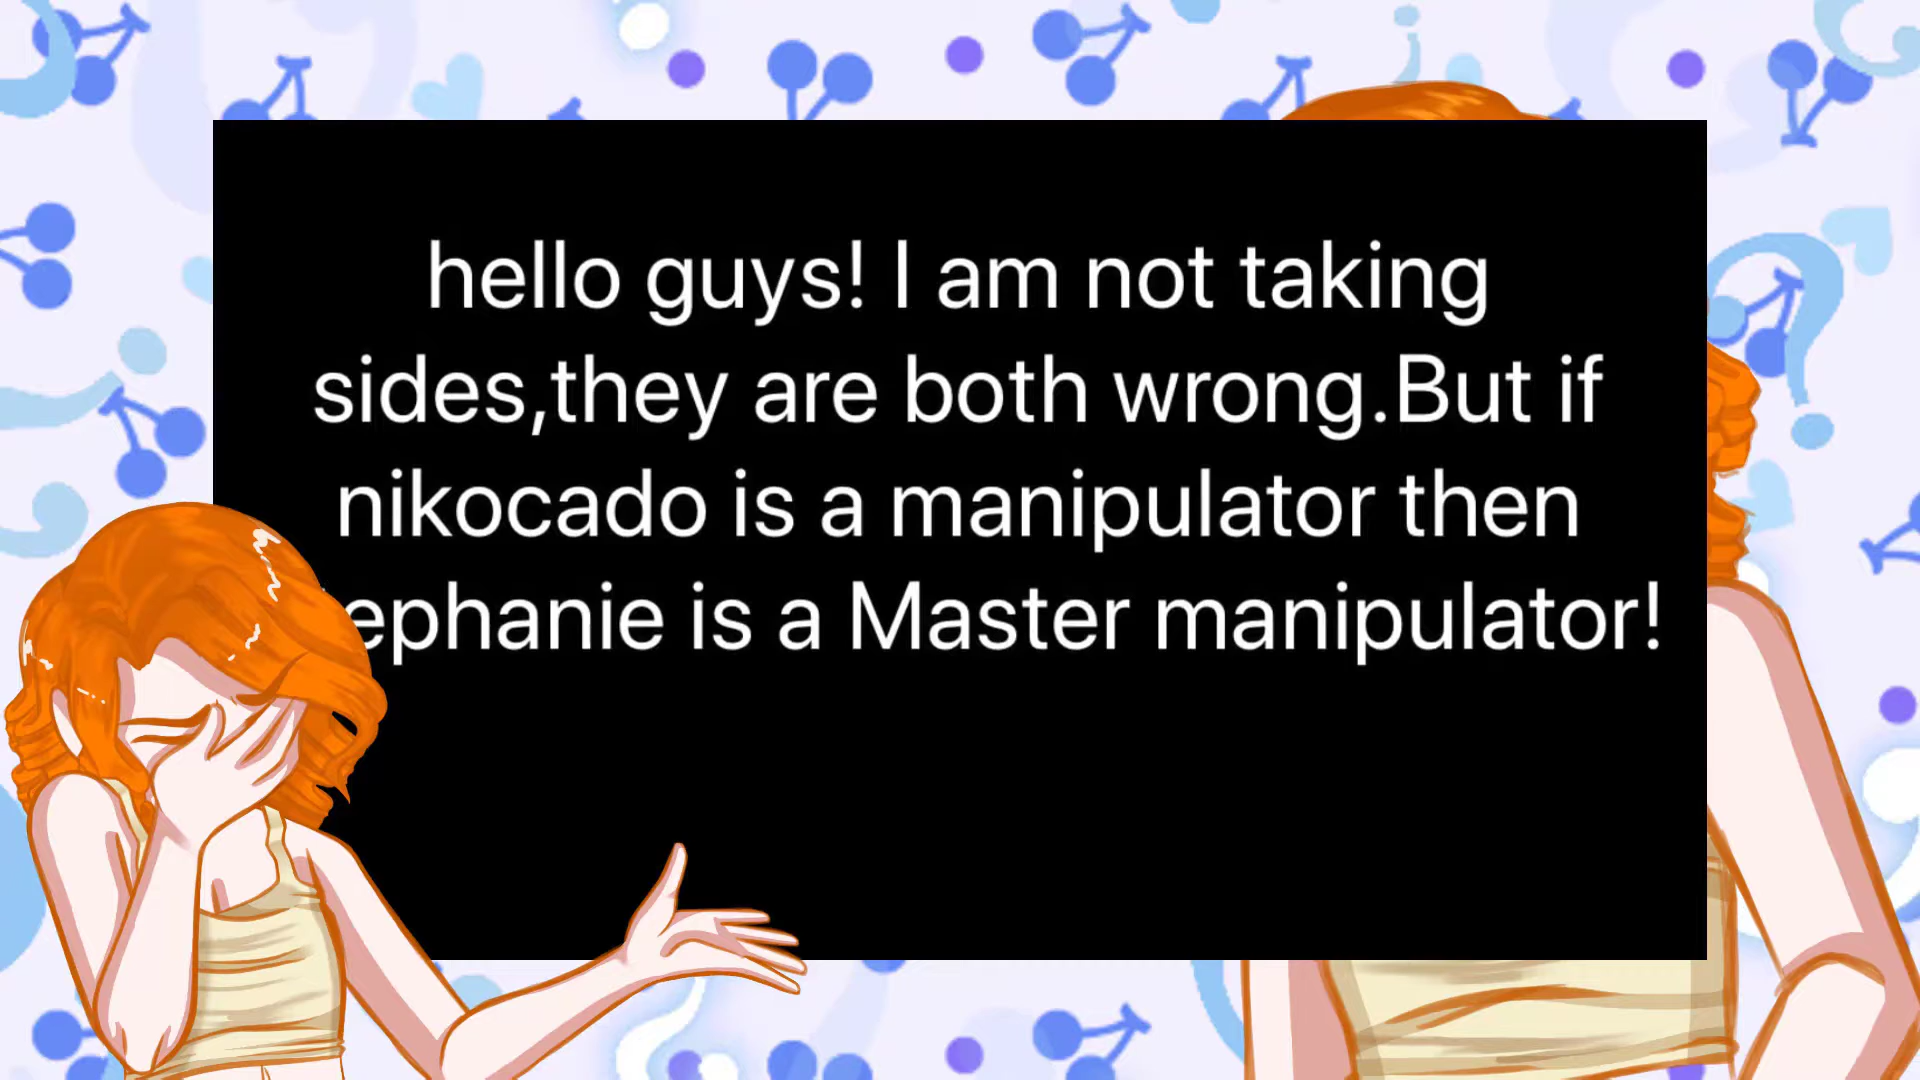 hello guys! I am not taking
sides,they are both wrong.But if
nikocado is a manipulator then
is a Master manipulator!